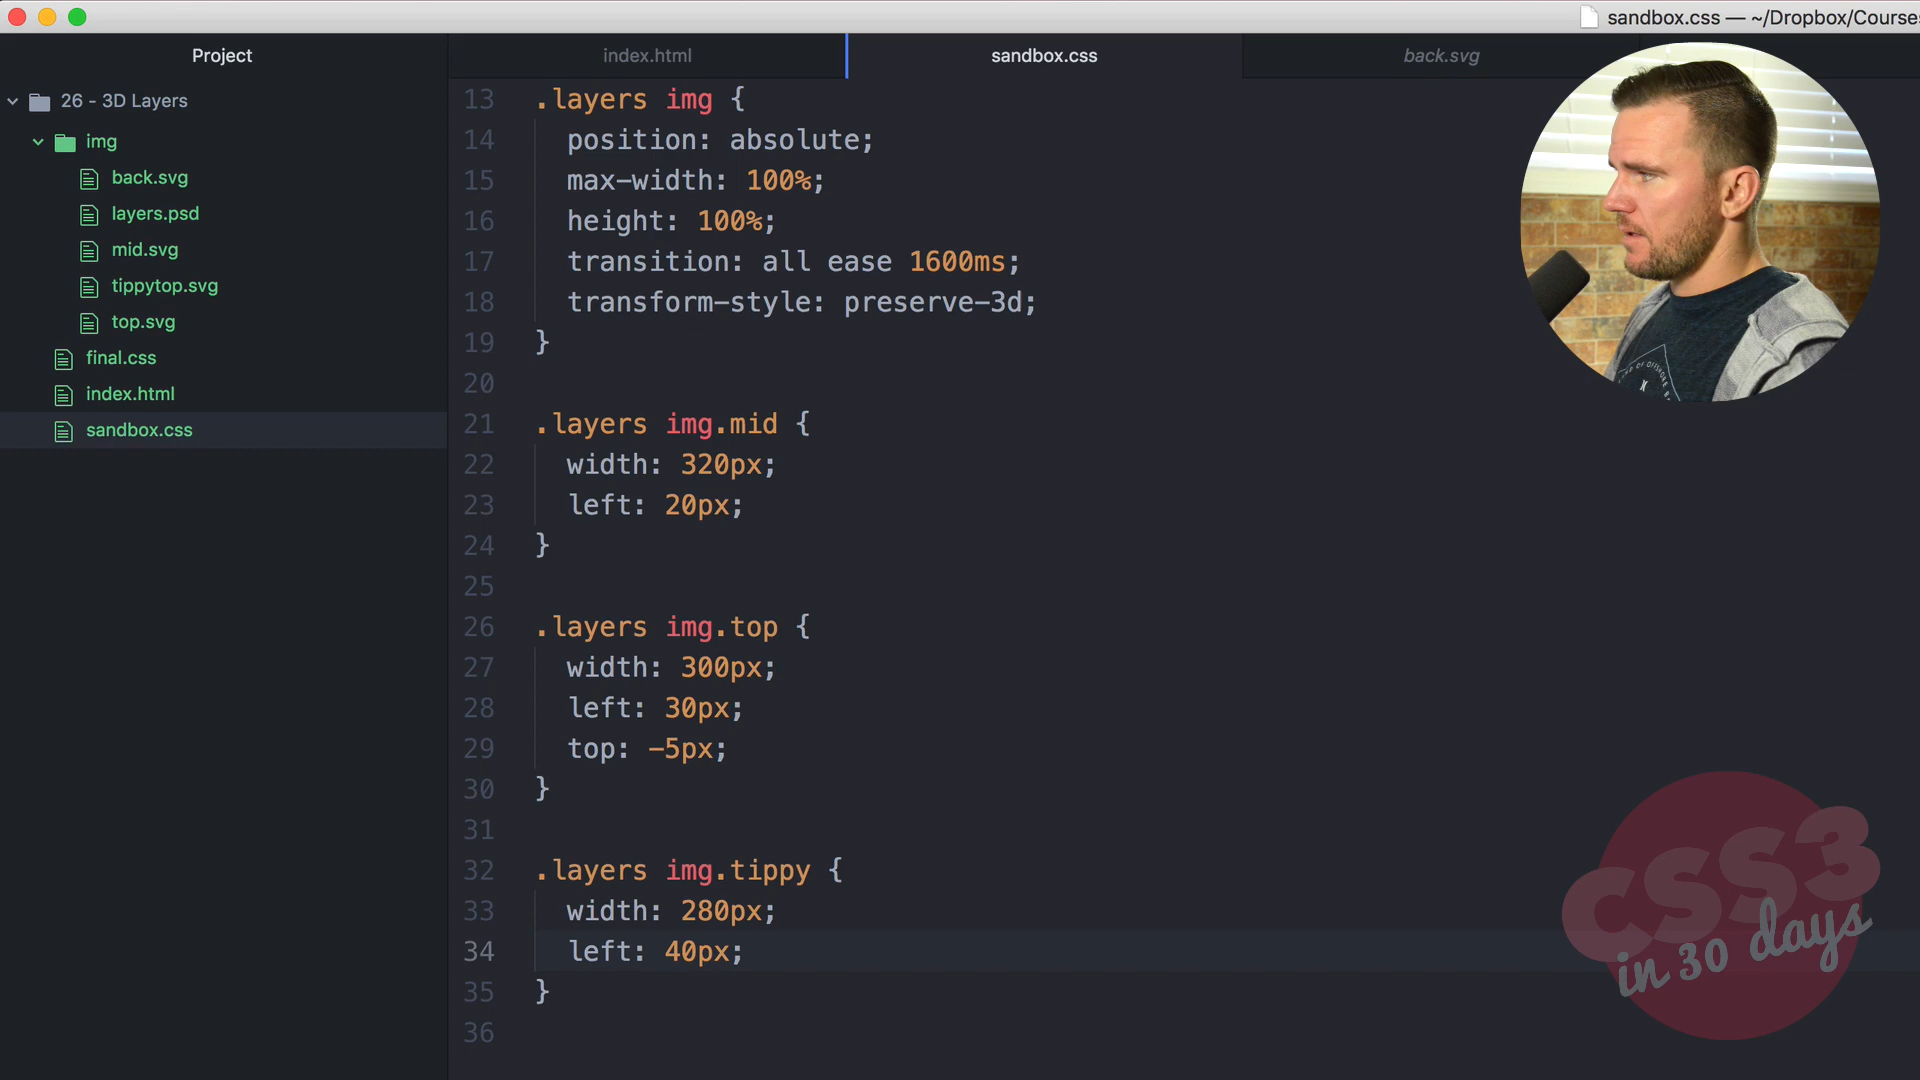 sandbox.css — ~/Dropbox/Courses
Project
index.html
sandbox.css
back.svg
26 - 3D Layers
img
back.svg
layers.psd
mid.svg
tippytop.svg
top.svg
final.css
index.html
sandbox.css
13 .layers img {
14 position: absolute;
15 max-width: 100%;
16 height: 100%;
17 transition: all ease 1600ms;
18 transform-style: preserve-3d;
19 }
20
21 .layers img.mid {
22 width: 320px;
23 left: 20px;
24 }
25
26 .layers img.top {
27 width: 300px;
28 left: 30px;
29 top: -5px;
30 }
31
32 .layers img.tippy {
33 width: 280px;
34 left: 40px;
35 }
36
CSS3
in 30 days